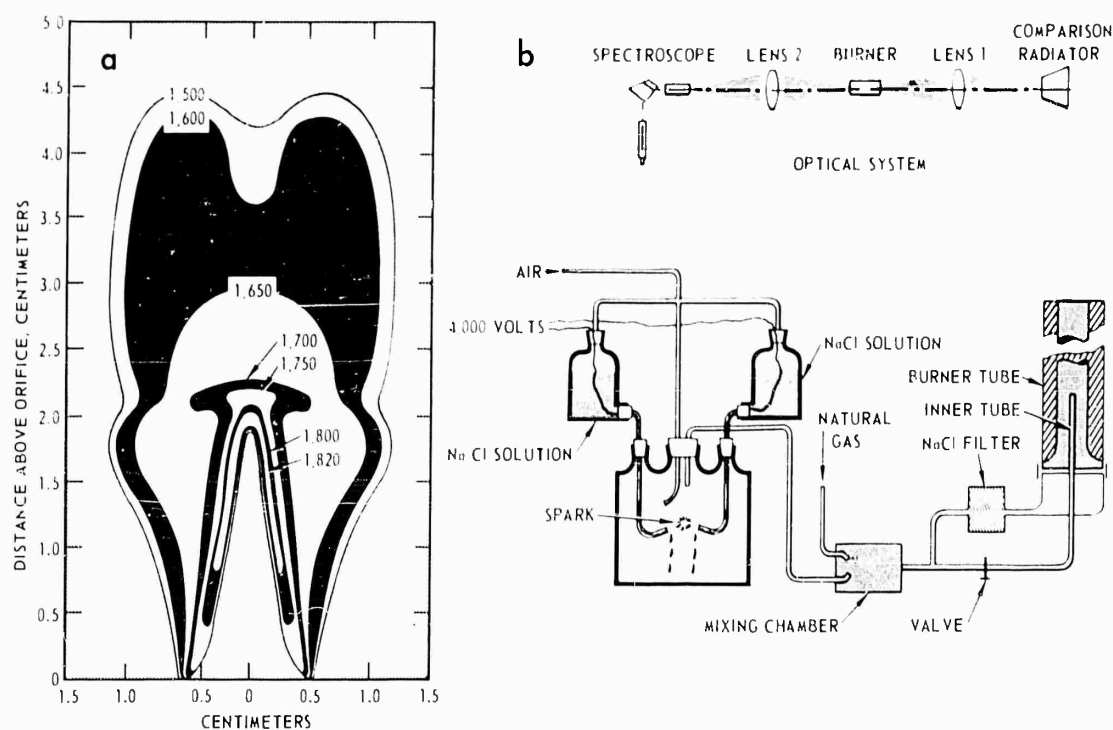 a
5.0
4.5
4.0
3.5
3.0
2.5
2.0
1.5
1.0
0.5
0
DISTANCE ABOVE ORIFICE, CENTIMETERS
1,500
1,600
1,650
1,700
1,750
1,800
1,820
1.5 1.0 0.5 0 0.5 1.0 1.5
CENTIMETERS
b
SPECTROSCOPE LENS 2 BURNER LENS 1 COMPARISON
RADIATOR
OPTICAL SYSTEM
AIR
4,000 VOLTS
NaCl SOLUTION
NaCl SOLUTION
SPARK
NATURAL
GAS
MIXING CHAMBER
BURNER TUBE
INNER TUBE
NaCl FILTER
VALVE